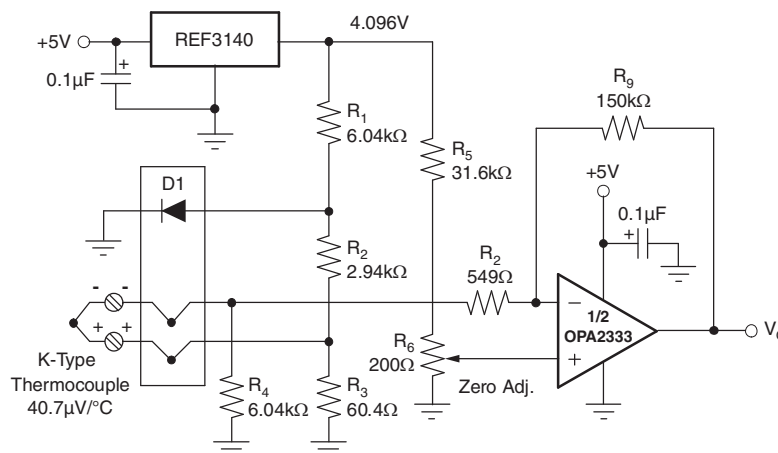 4.096V
+5V
REF3140
+
0.1µF
R9
150kΩ
R1
6.04kΩ
R5
31.6kΩ
+5V
D1
0.1µF
+
R2
2.94kΩ
R2
549Ω
- -
+ +
−
1/2
OPA2333
+
R6
200Ω
Zero Adj.
K-Type
Thermocouple
40.7µV/°C
R4
6.04kΩ
R3
60.4Ω